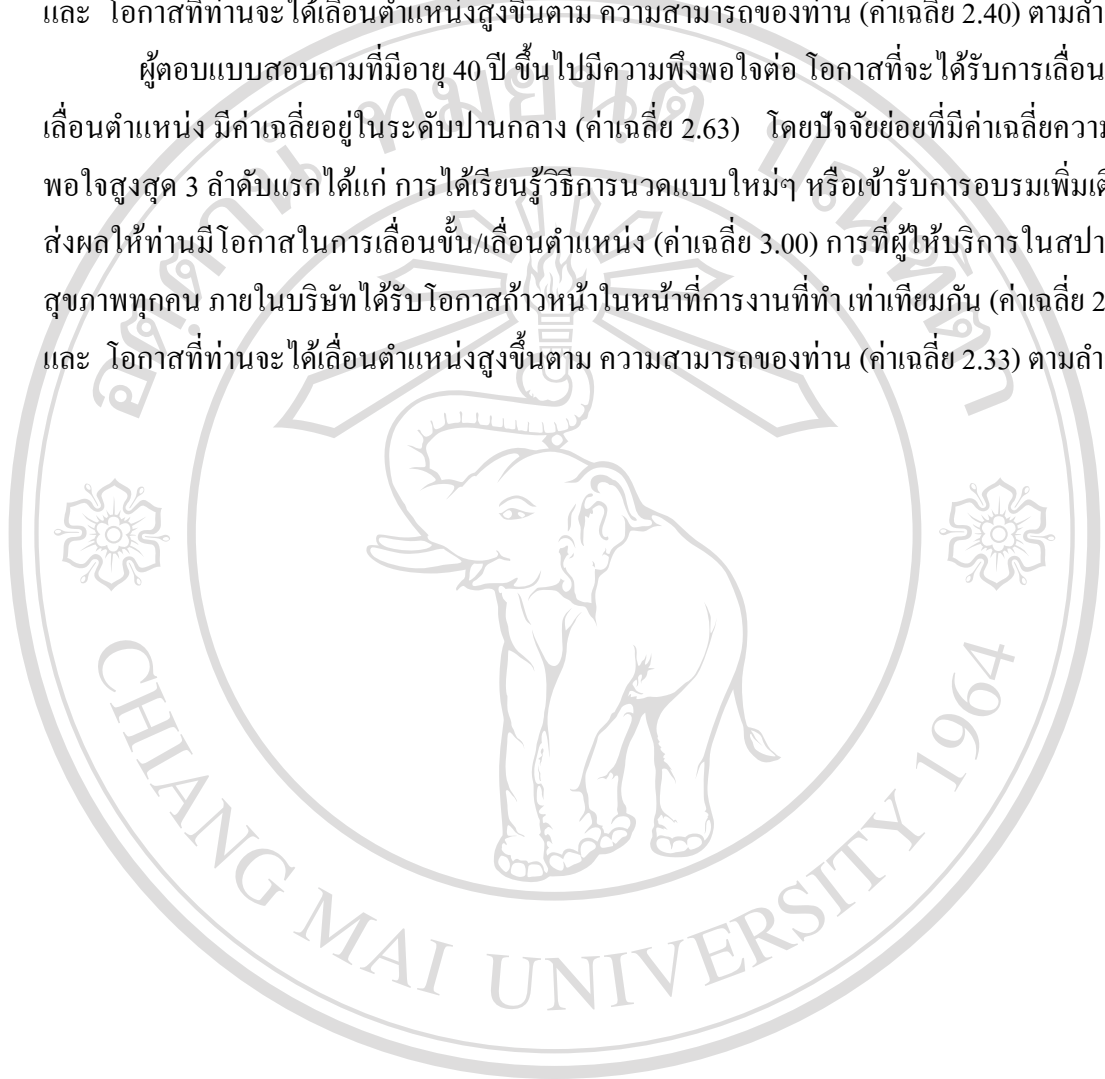 และ โอกาสที่ท่านจะได้เลื่อนตำแหน่งสูงขึ้นตาม ความสามารถของท่าน (ค่าเฉลี่ย 2.40) ตามลำ
ผู้ตอบแบบสอบถามที่มีอายุ 40 ปี ขึ้นไปมีความพึงพอใจต่อ โอกาสที่จะได้รับการเลื่อน
เลื่อนตำแหน่ง มีค่าเฉลี่ยอยู่ในระดับปานกลาง (ค่าเฉลี่ย 2.63) โดยปัจจัยย่อยที่มีค่าเฉลี่ยความ
พอใจสูงสุด 3 ลำดับแรกได้แก่ การได้เรียนรู้วิธีการนวดแบบใหม่ๆ หรือเข้ารับการอบรมเพิ่มเติ
ส่งผลให้ท่านมีโอกาสในการเลื่อนขั้น/เลื่อนตำแหน่ง (ค่าเฉลี่ย 3.00) การที่ผู้ให้บริการในสปา
สุขภาพทุกคน ภายในบริษัทได้รับโอกาสก้าวหน้าในหน้าที่การงานที่ทำ เท่าเทียมกัน (ค่าเฉลี่ย 2
และ โอกาสที่ท่านจะได้เลื่อนตำแหน่งสูงขึ้นตาม ความสามารถของท่าน (ค่าเฉลี่ย 2.33) ตามลำ
อตฺตานํ ทมยนฺติ ปณฺฑิตา
CHIANG MAI UNIVERSITY 1964